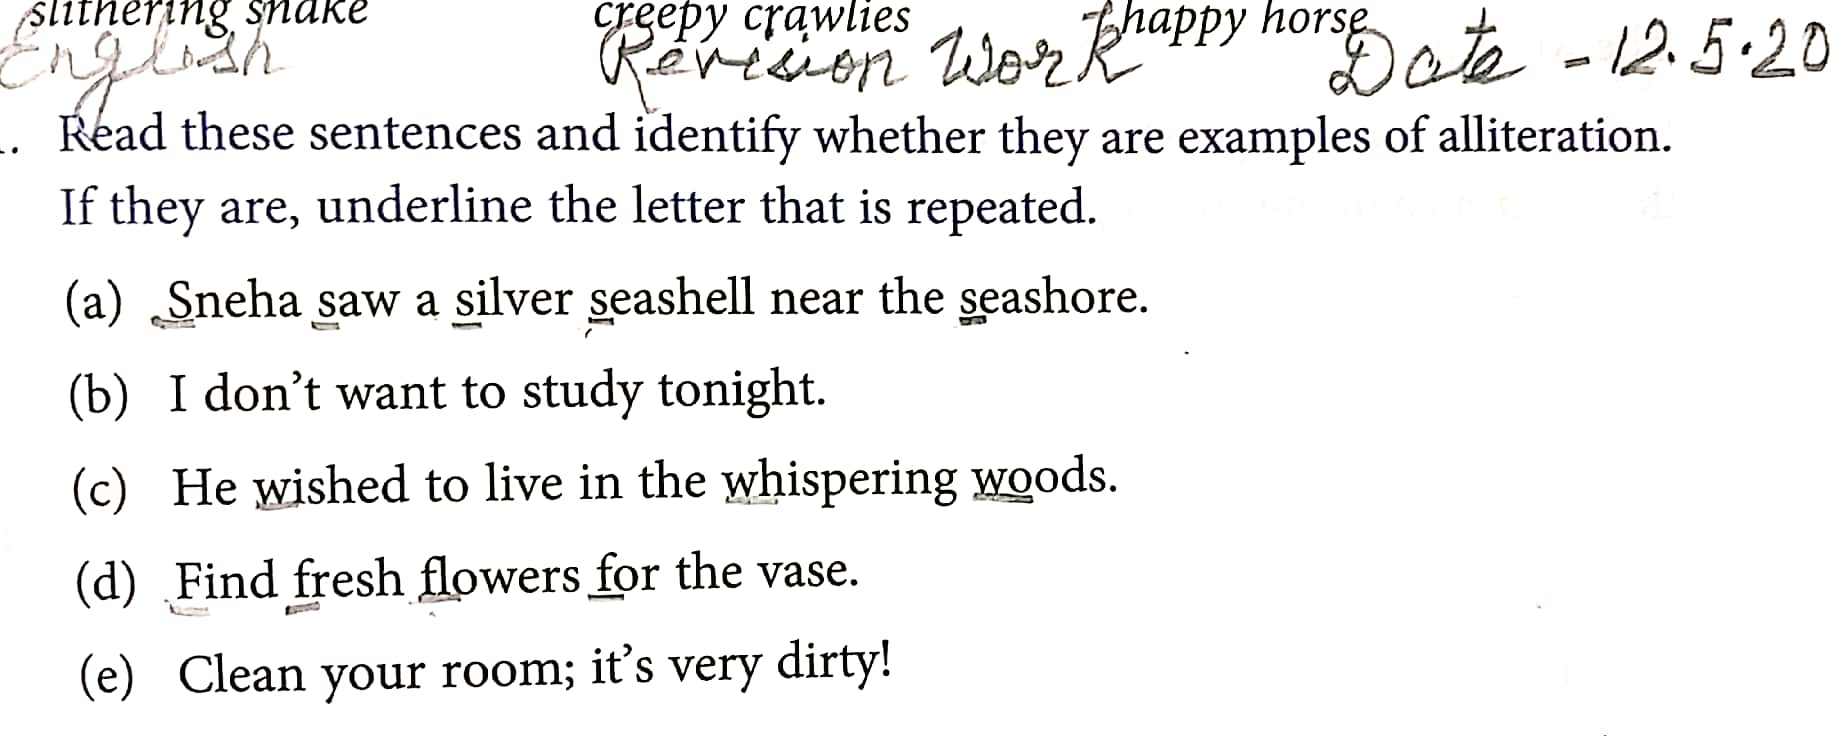 slithering snake creepy crawlies happy horse
English Revision Work Date - 12.5.20
. Read these sentences and identify whether they are examples of alliteration.
If they are, underline the letter that is repeated.
(a) Sneha saw a silver seashell near the seashore.
(b) I don’t want to study tonight.
(c) He wished to live in the whispering woods.
(d) Find fresh flowers for the vase.
(e) Clean your room; it’s very dirty!